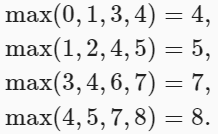 max(0, 1, 3, 4) = 4,
max(1, 2, 4, 5) = 5,
max(3, 4, 6, 7) = 7,
max(4, 5, 7, 8) = 8.